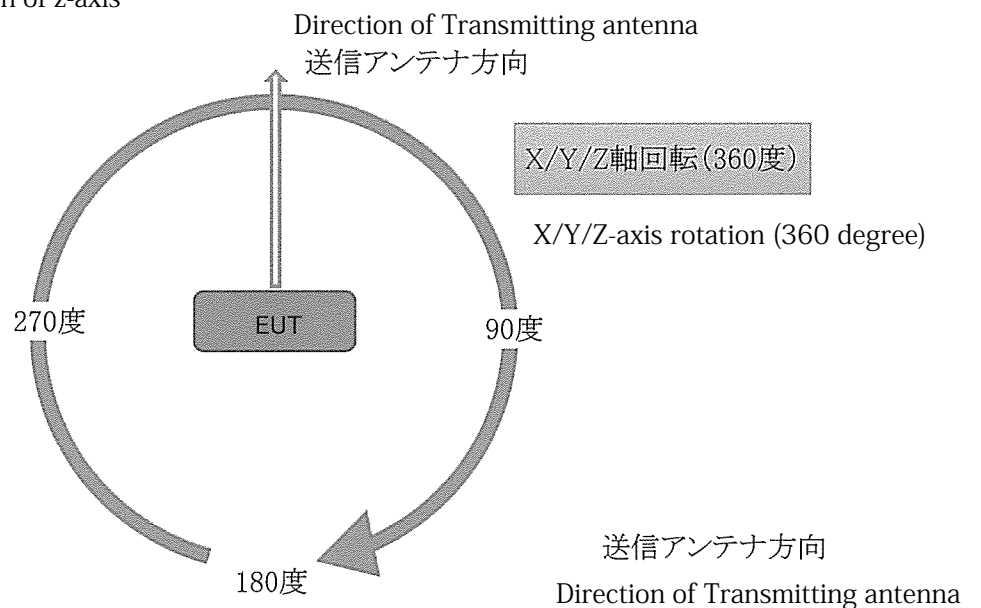 n of z-axis
Direction of Transmitting antenna
送信アンテナ方向
X/Y/Z軸回転(360度)
X/Y/Z-axis rotation (360 degree)
270度
EUT
90度
180度
送信アンテナ方向
Direction of Transmitting antenna